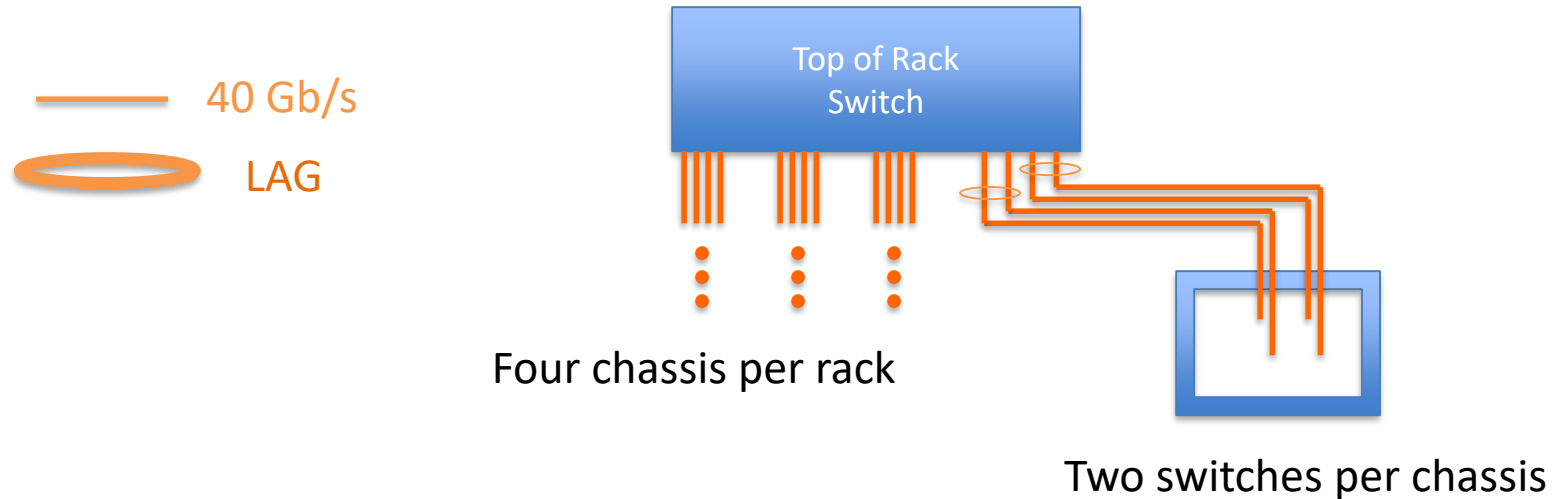 Top of Rack
Switch
40 Gb/s
LAG
Four chassis per rack
Two switches per chassis